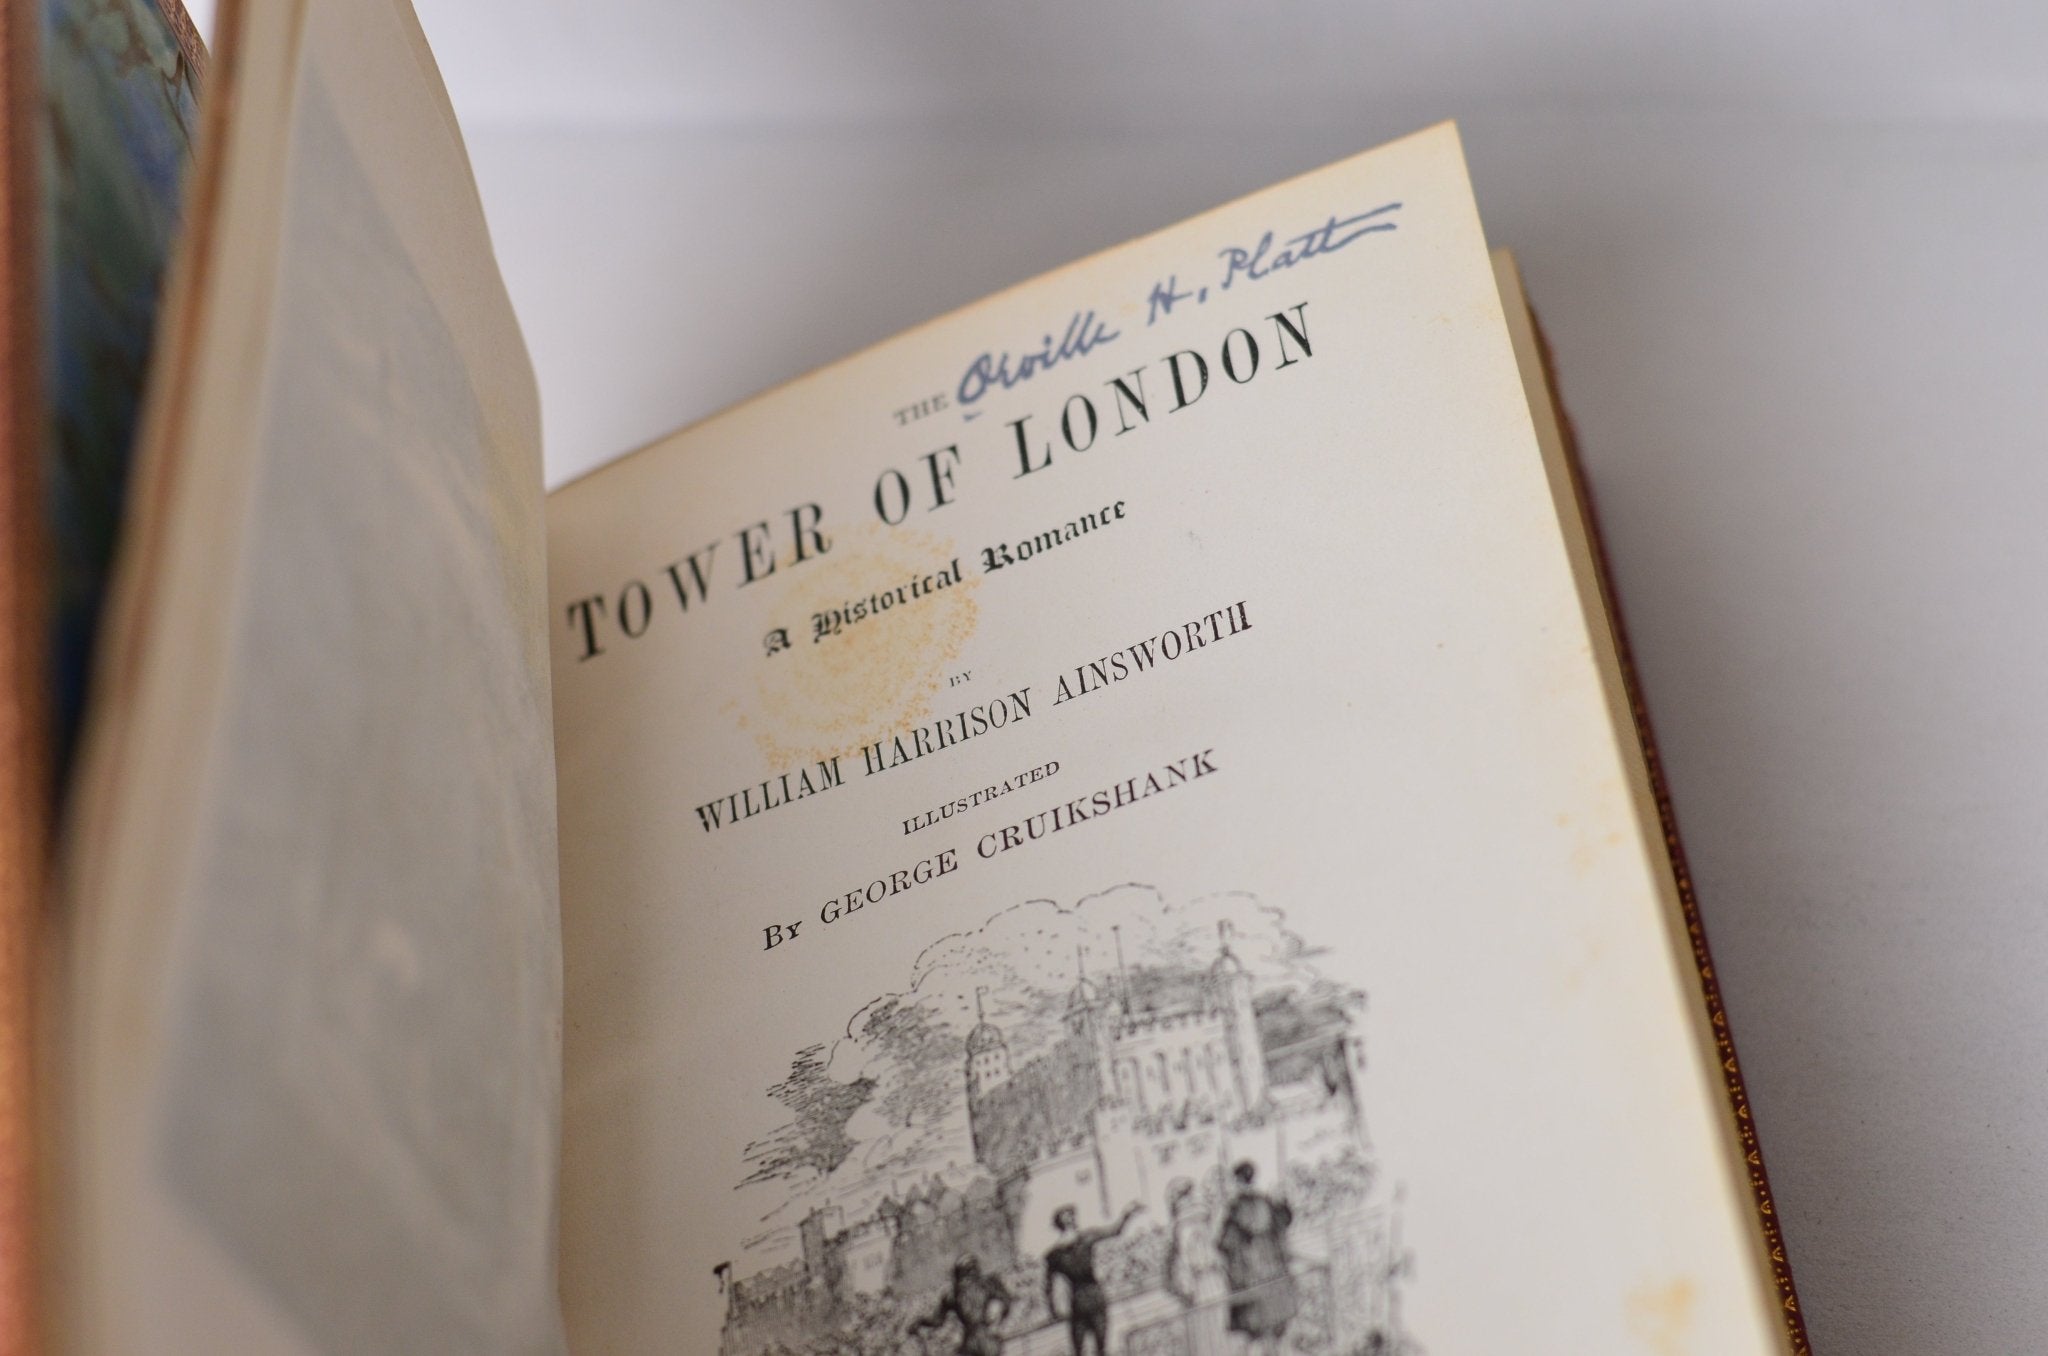 Orville H. Platt
THE
TOWER OF LONDON
A Historical Romance
BY
WILLIAM HARRISON AINSWORTH
ILLUSTRATED
By GEORGE CRUIKSHANK